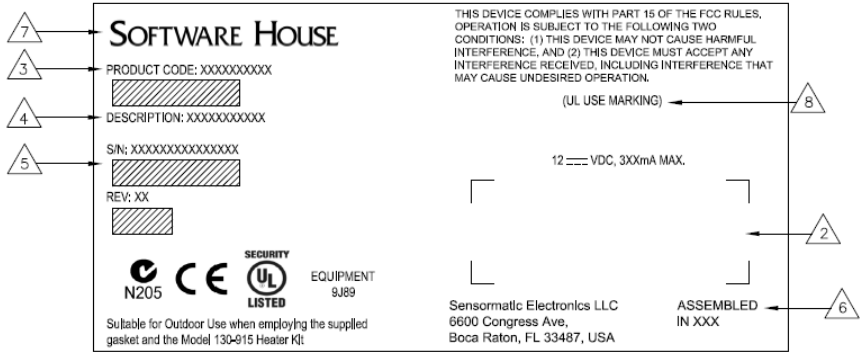 7
SOFTWARE HOUSE
3
PRODUCT CODE: XXXXXXXXXX
4
DESCRIPTION: XXXXXXXXXXX
5
S/N: XXXXXXXXXXXXXXX
REV: XX
N205
CE
SECURITY
UL
LISTED
EQUIPMENT
9J89
Suitable for Outdoor Use when employing the supplied
gasket and the Model 130-915 Heater Kit
THIS DEVICE COMPLIES WITH PART 15 OF THE FCC RULES.
OPERATION IS SUBJECT TO THE FOLLOWING TWO
CONDITIONS: (1) THIS DEVICE MAY NOT CAUSE HARMFUL
INTERFERENCE, AND (2) THIS DEVICE MUST ACCEPT ANY
INTERFERENCE RECEIVED, INCLUDING INTERFERENCE THAT
MAY CAUSE UNDESIRED OPERATION.
(UL USE MARKING)
8
12 VDC, 3XXmA MAX.
2
Sensormatic Electronics LLC
6600 Congress Ave,
Boca Raton, FL 33487, USA
ASSEMBLED
IN XXX
6